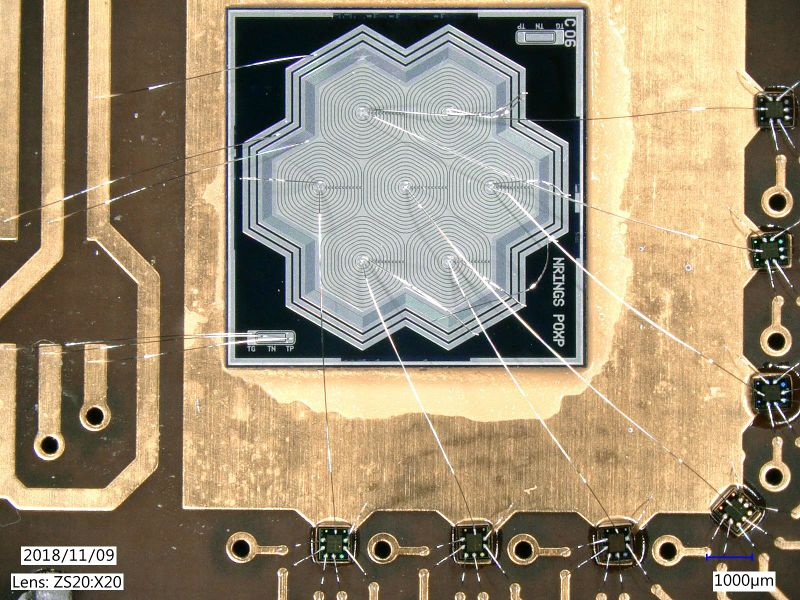 TP TN TG
C06
NRINGS POXP
TG TN TP
2018/11/09
Lens: ZS20:X20
1000µm